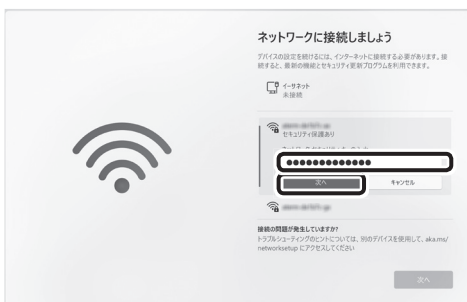 ネットワークに接続しましょう
デバイスの設定を続けるには、インターネットに接続する必要があります。接
続すると、最新の機能とセキュリティ更新プログラムを利用できます。
イーサネット
未接続
セキュリティ保護あり
●●●●●●●●●●●●●
次へ
キャンセル
接続の問題が発生していますか?
トラブルシューティングのヒントについては、別のデバイスを使用して、aka.ms/
networksetup にアクセスしてください
次へ